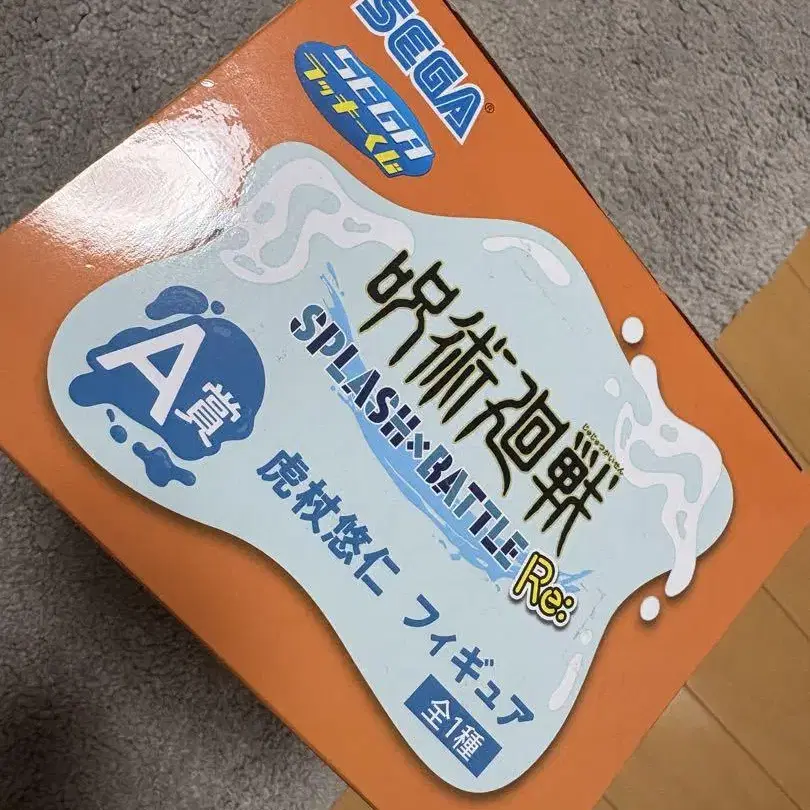 SEGA®
SEGA
ラッキーくじ
呪術廻戦
じゅじゅつかいせん
SPLASH×BATTLE
Re:
A賞
虎杖悠仁 フィギュア
全1種